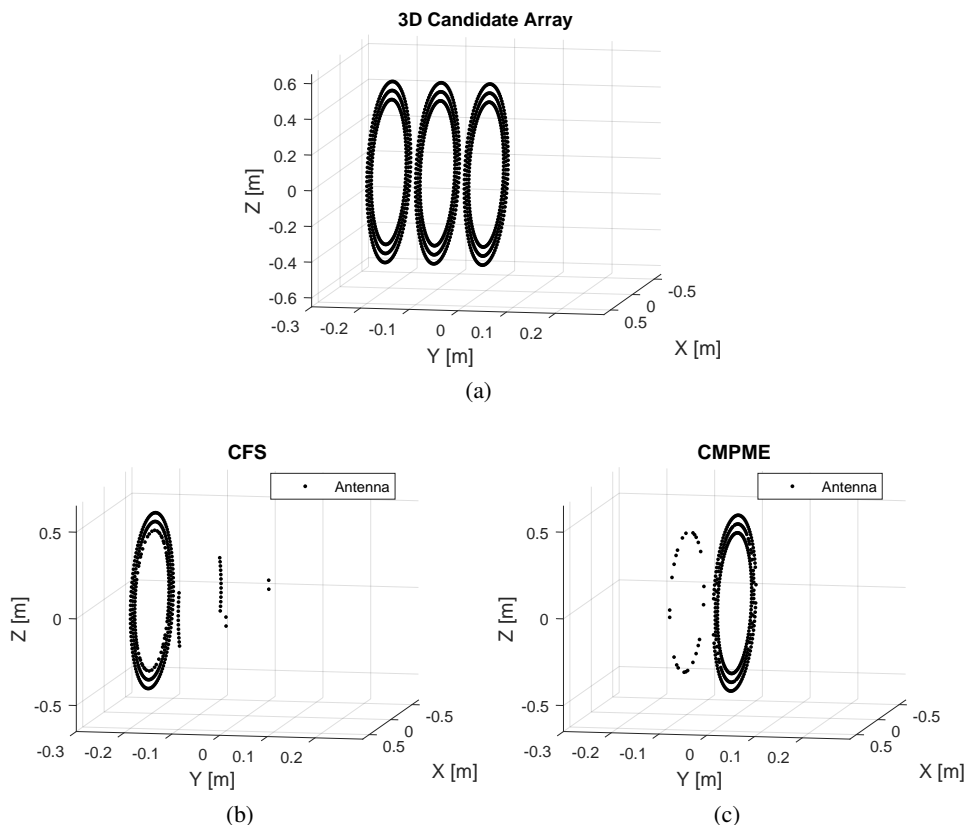 3D Candidate Array
0.6
0.4
0.2
0
-0.2
-0.4
-0.6
Z [m]
-0.3
-0.2
-0.1
0
0.1
0.2
Y [m]
-0.5
0
0.5
X [m]
(a)
CFS
Antenna
0.5
0
-0.5
Z [m]
-0.3
-0.2
-0.1
0
0.1
0.2
Y [m]
-0.5
0
0.5
X [m]
(b)
CMPME
Antenna
0.5
0
-0.5
Z [m]
-0.3
-0.2
-0.1
0
0.1
0.2
Y [m]
-0.5
0
0.5
X [m]
(c)